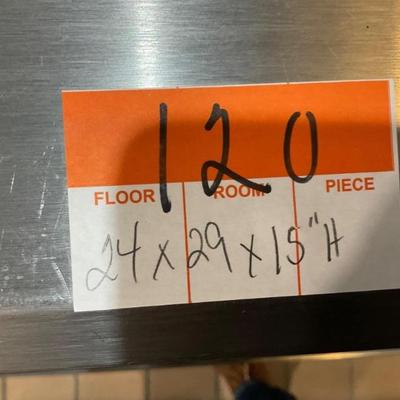 120
FLOOR ROOM PIECE
24 x 29 x 15" H